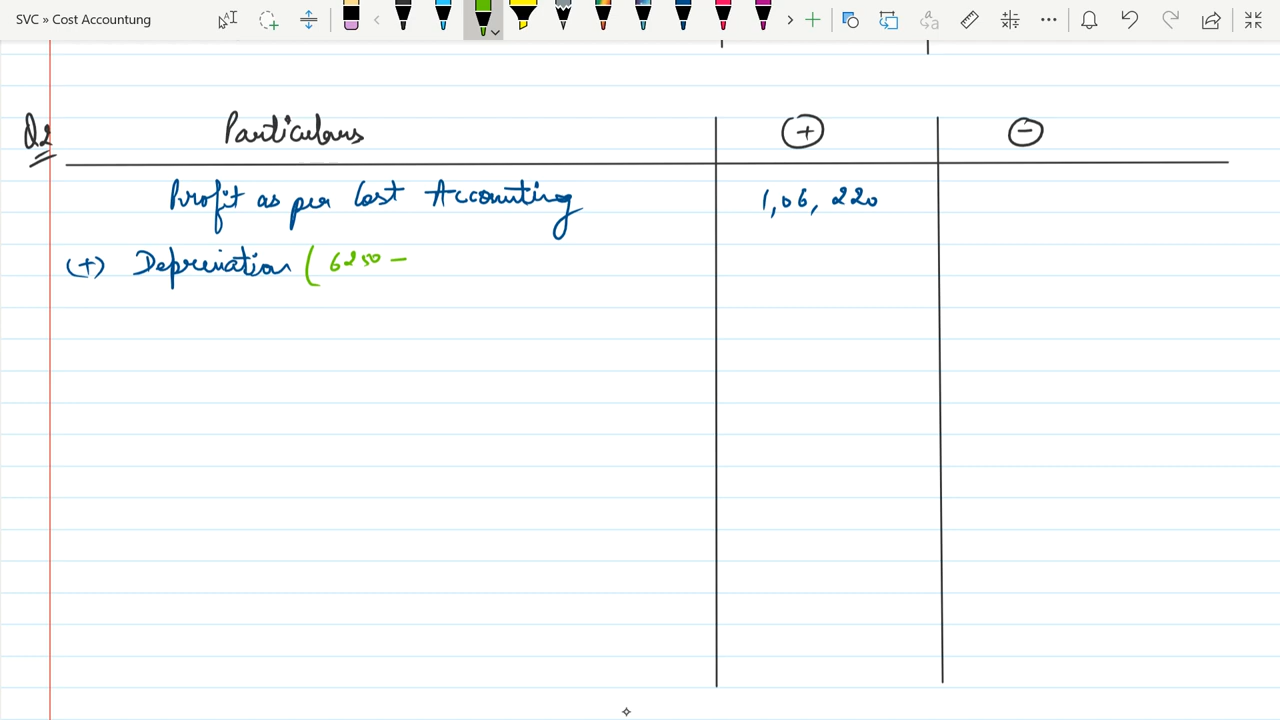 SVC » Cost Accountung
Q2 Particulars + −
Profit as per Cost Accounting 1,06,220
(+) Depreciation ( 6250 −